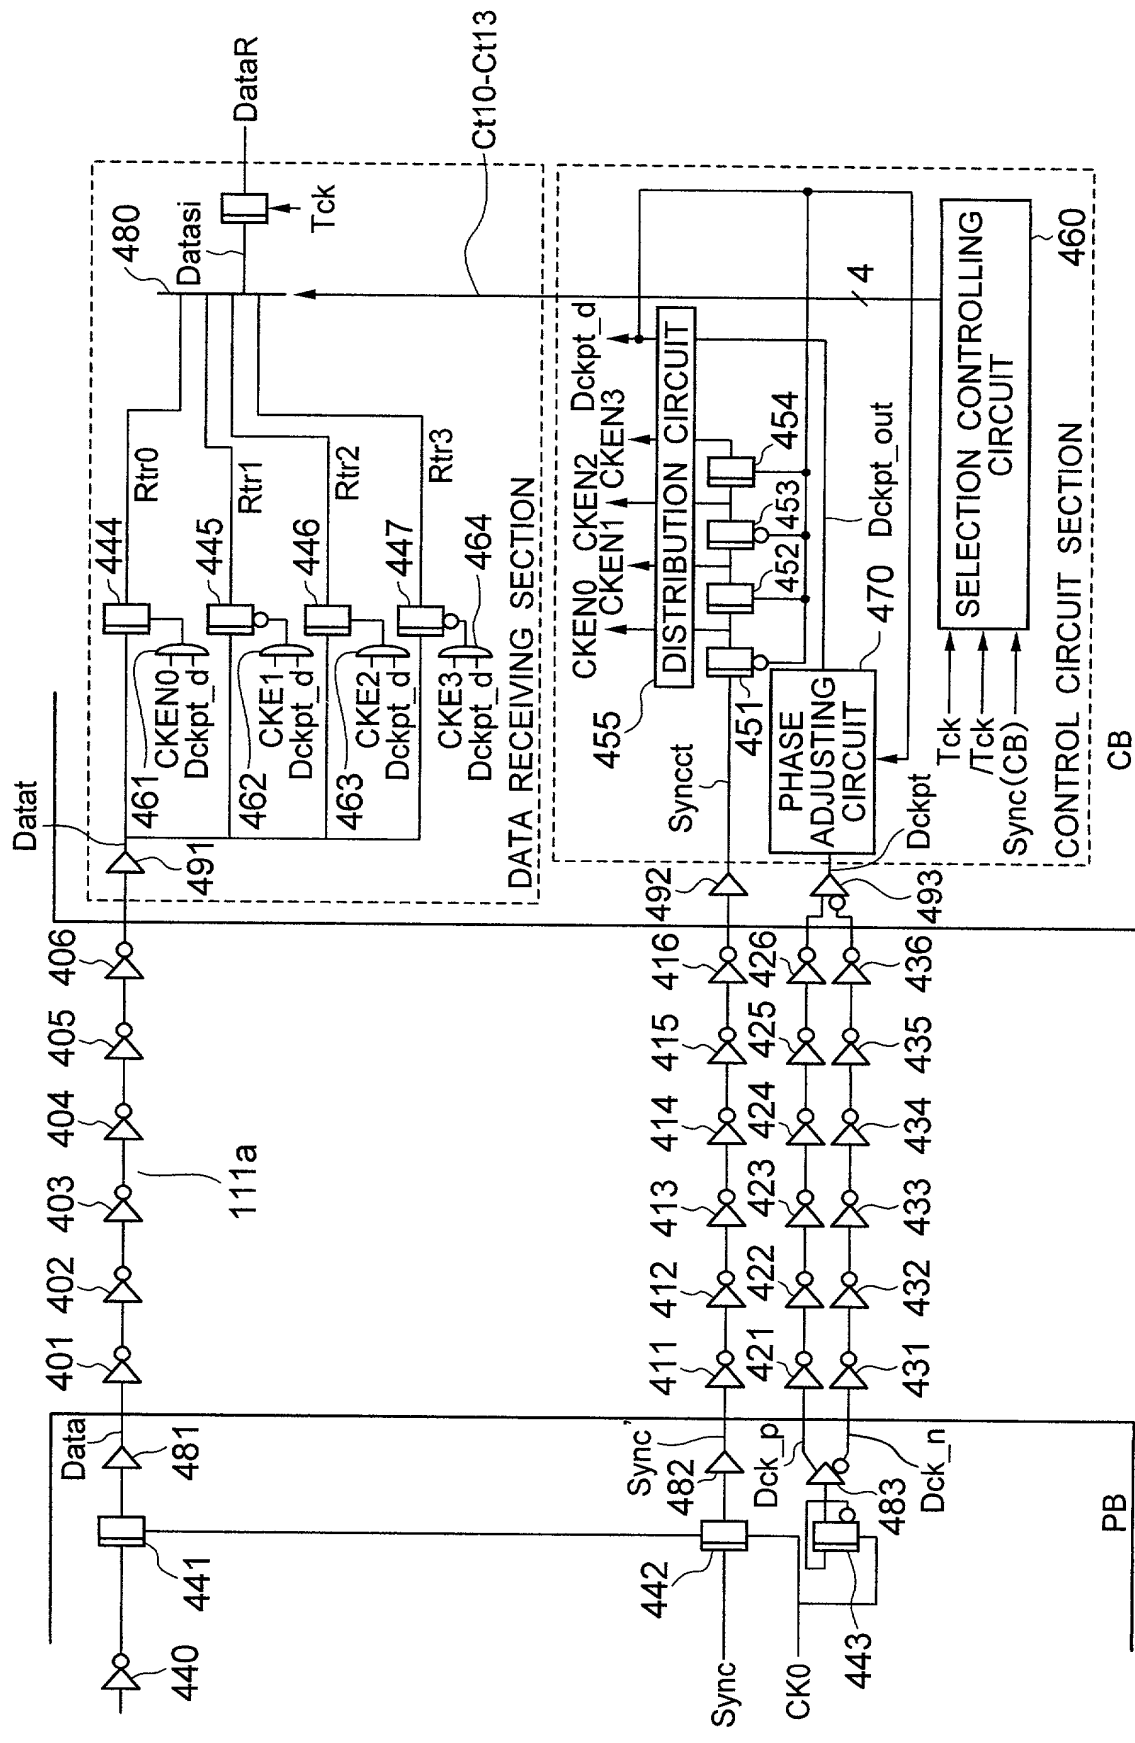 440
441
Data
481
401
402
403
404
405
406
111a
Datat
491
461
CKEN0
Dckpt_d
462
CKE1
Dckpt_d
463
CKE2
Dckpt_d
CKE3
Dckpt_d
464
444
445
446
447
Rtr0
Rtr1
Rtr2
Rtr3
480
Datasi
Tck
DataR
Ct10-Ct13
DATA RECEIVING SECTION
Sync
442
482
Sync'
411
412
413
414
415
416
492
Syncct
455
CKEN0 CKEN2
CKEN1 CKEN3
Dckpt_d
DISTRIBUTION CIRCUIT
451
452
453
454
4
CK0
443
483
Dck_p
Dck_n
421
422
423
424
425
426
431
432
433
434
435
436
493
Dckpt
PHASE
ADJUSTING
CIRCUIT
470
Dckpt_out
Tck
/Tck
Sync(CB)
SELECTION CONTROLLING
CIRCUIT
460
CONTROL CIRCUIT SECTION
PB
CB